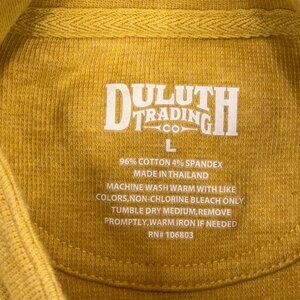 DULUTH
TRADING
CO
L
96% COTTON 4% SPANDEX
MADE IN THAILAND
MACHINE WASH WARM WITH LIKE
COLORS,NON-CHLORINE BLEACH ONLY
TUMBLE DRY MEDIUM,REMOVE
PROMPTLY,WARM IRON IF NEEDED
RN# 106803